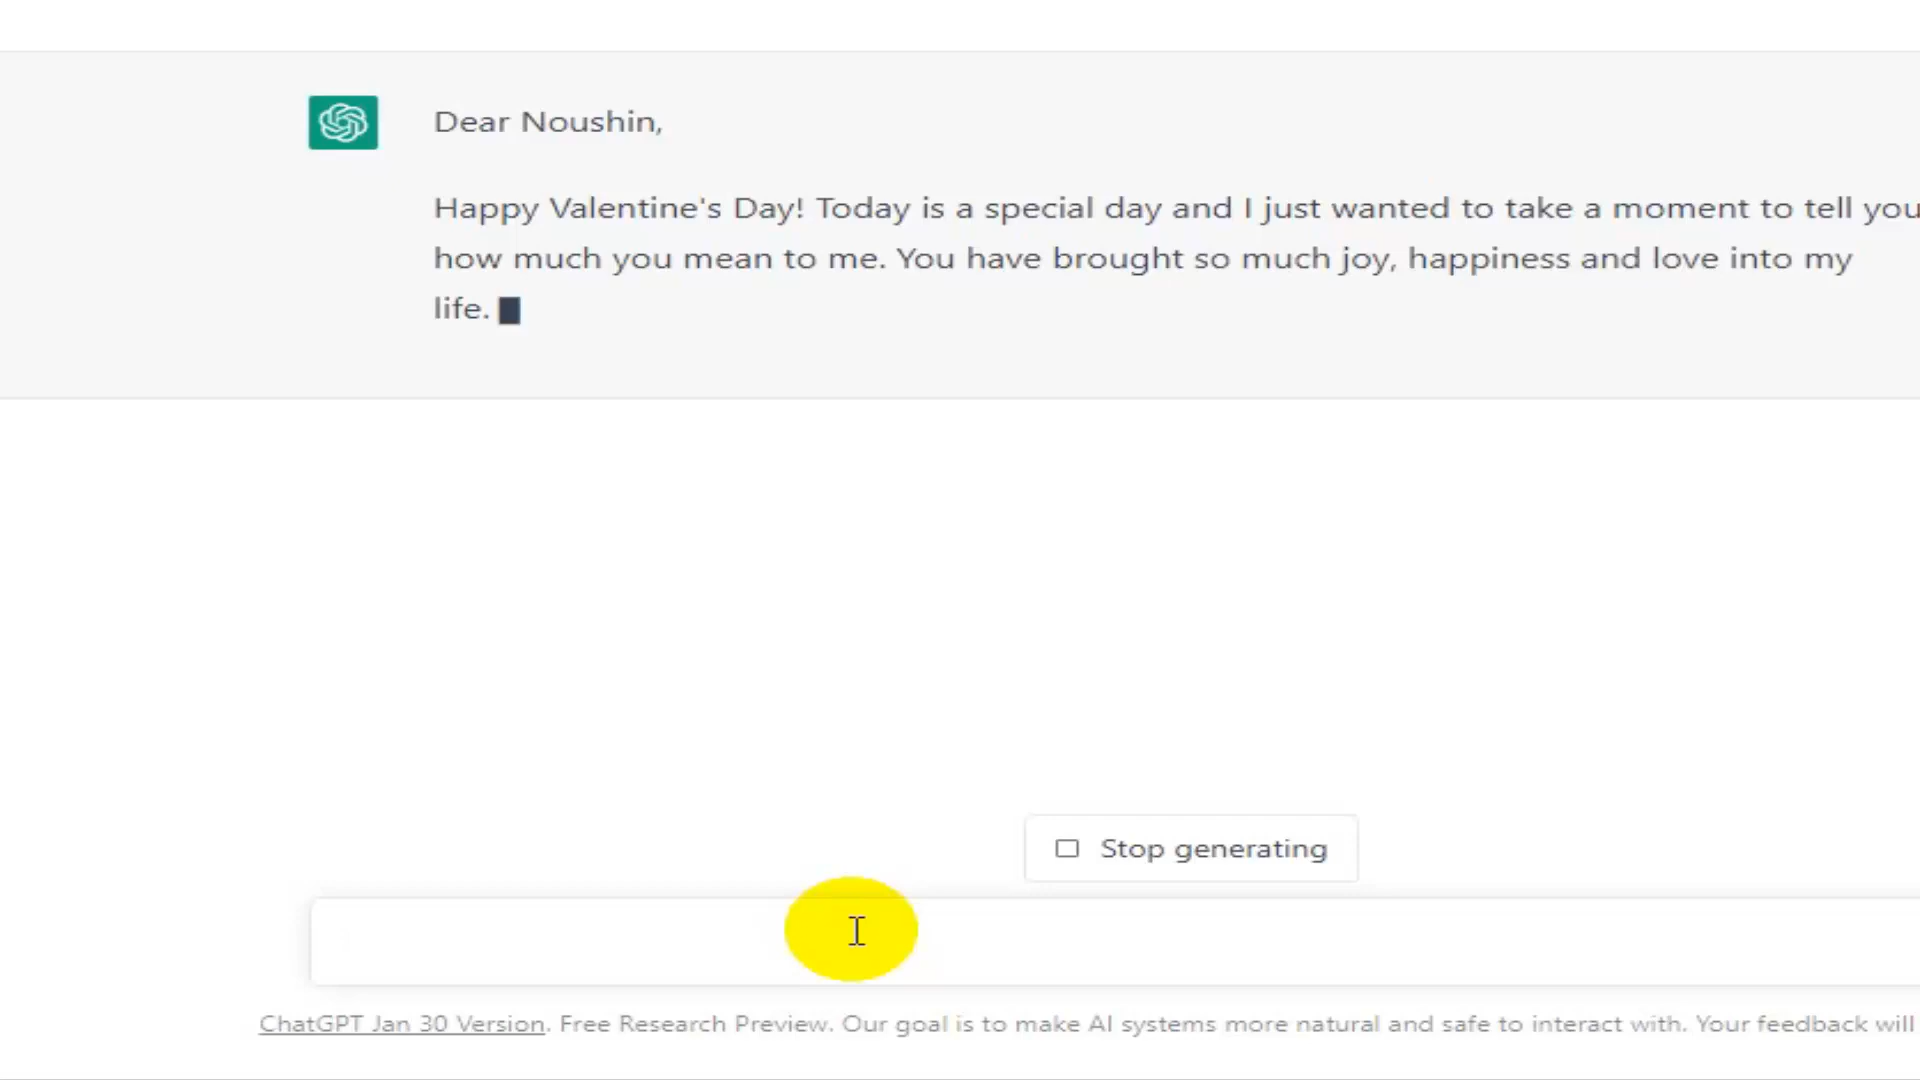 Dear Noushin,
Happy Valentine's Day! Today is a special day and I just wanted to take a moment to tell you
how much you mean to me. You have brought so much joy, happiness and love into my
life.
Stop generating
ChatGPT Jan 30 Version. Free Research Preview. Our goal is to make AI systems more natural and safe to interact with. Your feedback will